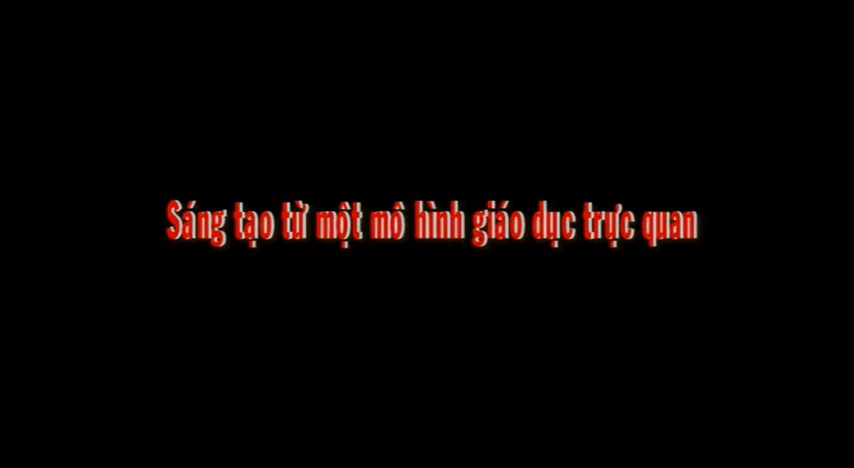 Sáng tạo từ một mô hình giáo dục trực quan